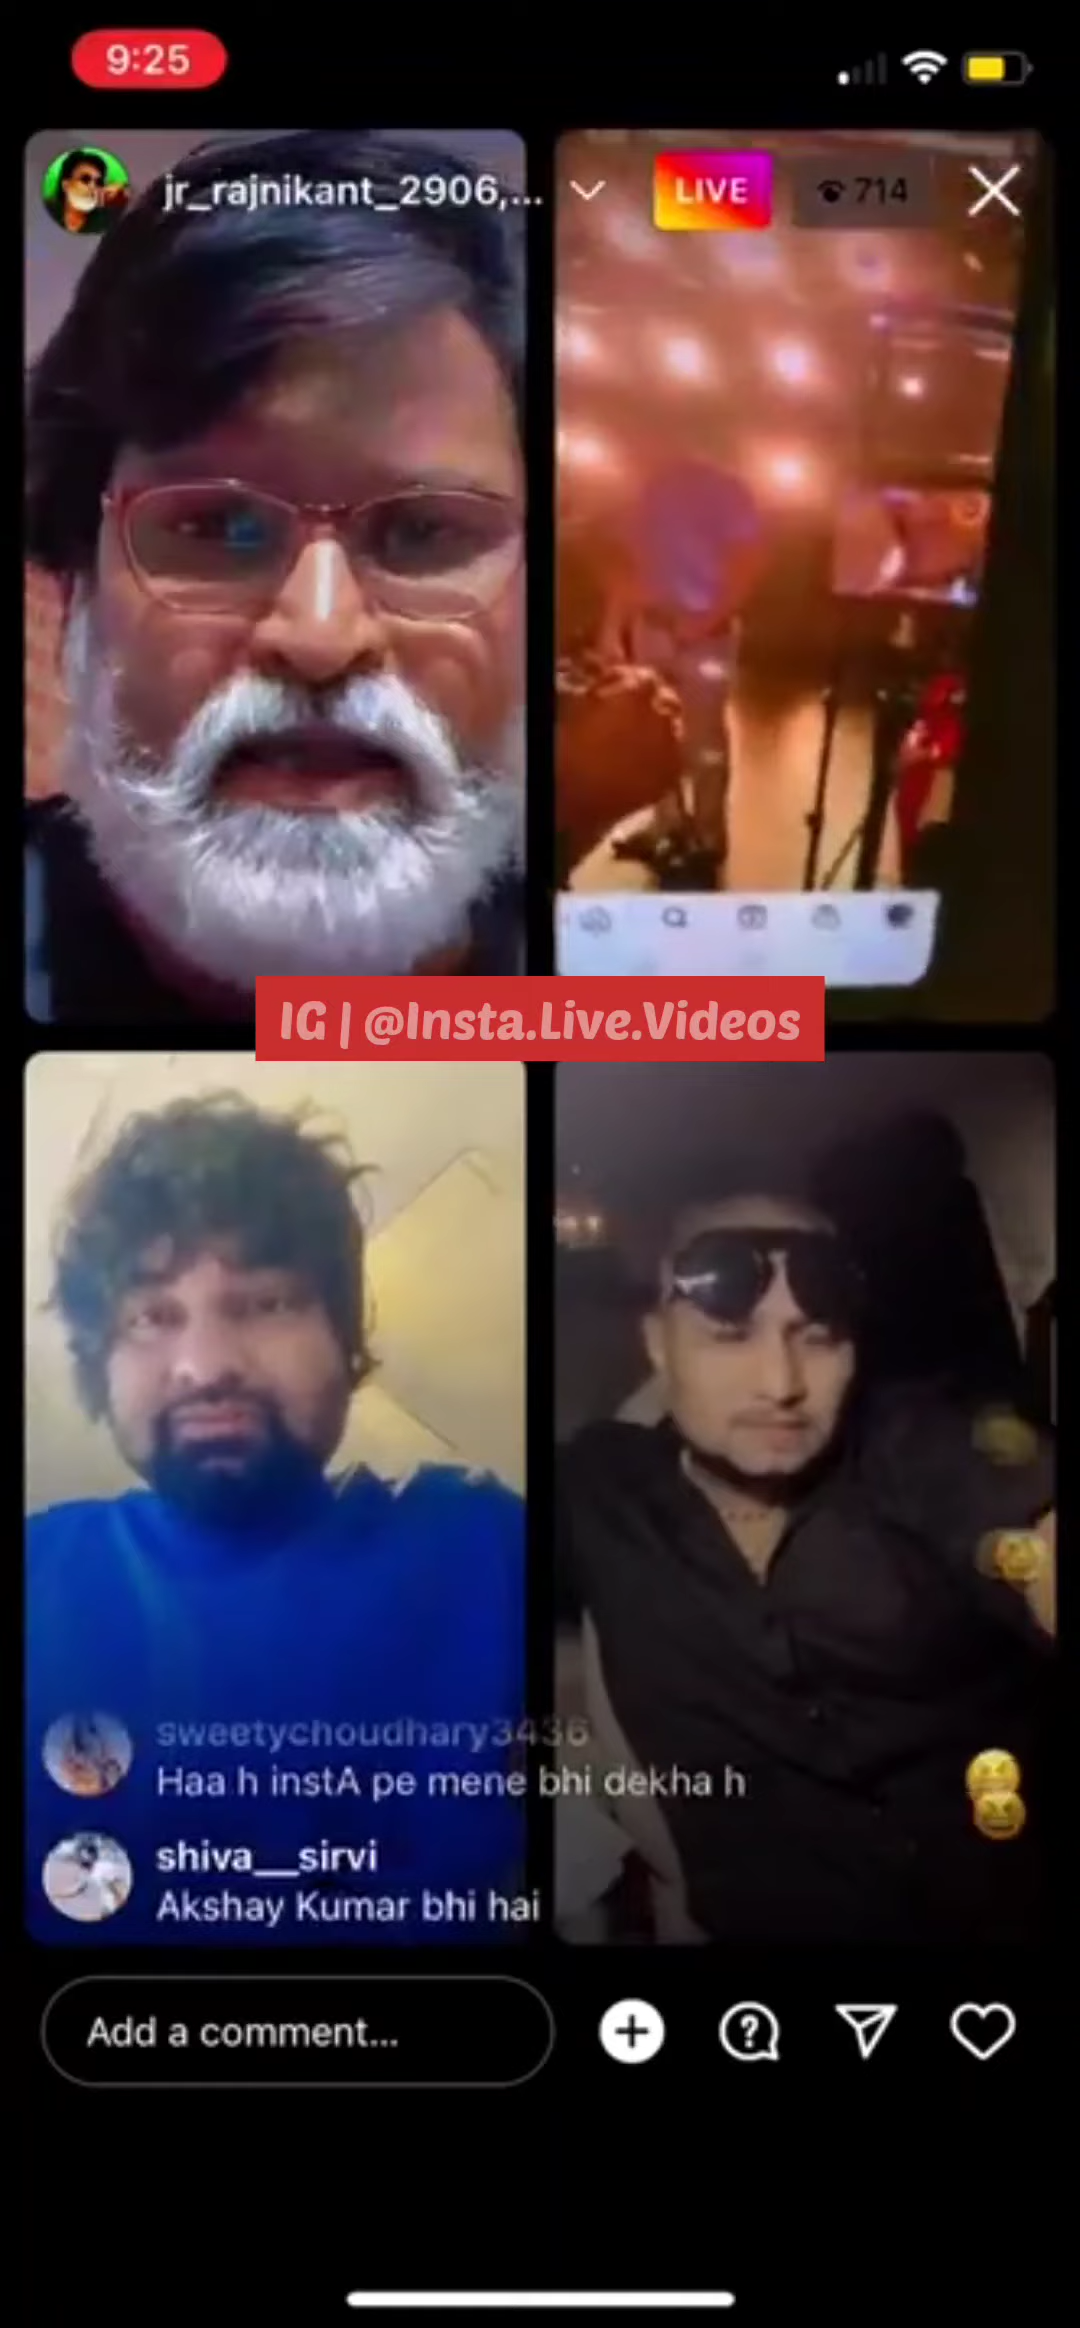 9:25
jr_rajnikant_2906,...
LIVE
714
IG | @Insta.Live.Videos
sweetychoudhary3436
Haa h instA pe mene bhi dekha h
shiva__sirvi
Akshay Kumar bhi hai
Add a comment...